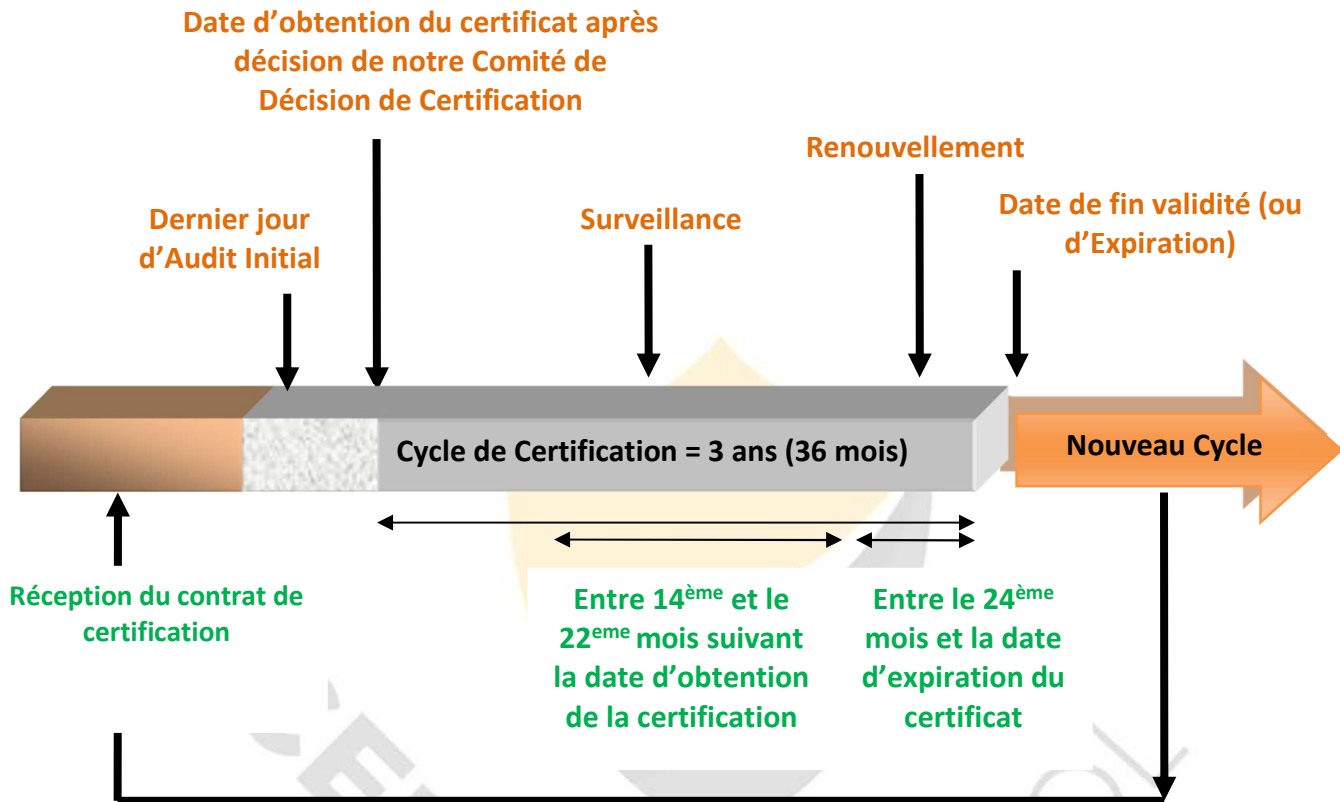 Date d’obtention du certificat après
décision de notre Comité de
Décision de Certification
Renouvellement
Dernier jour
d’Audit Initial
Surveillance
Date de fin validité (ou
d’Expiration)
Cycle de Certification = 3 ans (36 mois)
Nouveau Cycle
Réception du contrat de
certification
Entre 14ème et le
22eme mois suivant
la date d’obtention
de la certification
Entre le 24ème
mois et la date
d’expiration du
certificat